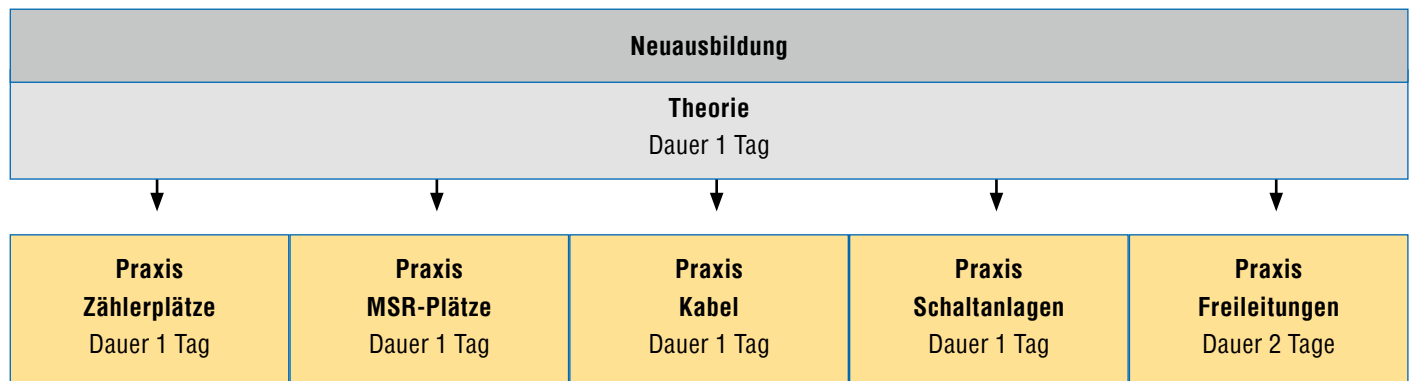 Neuausbildung
Theorie
Dauer 1 Tag
Praxis
Zählerplätze
Dauer 1 Tag
Praxis
MSR-Plätze
Dauer 1 Tag
Praxis
Kabel
Dauer 1 Tag
Praxis
Schaltanlagen
Dauer 1 Tag
Praxis
Freileitungen
Dauer 2 Tage